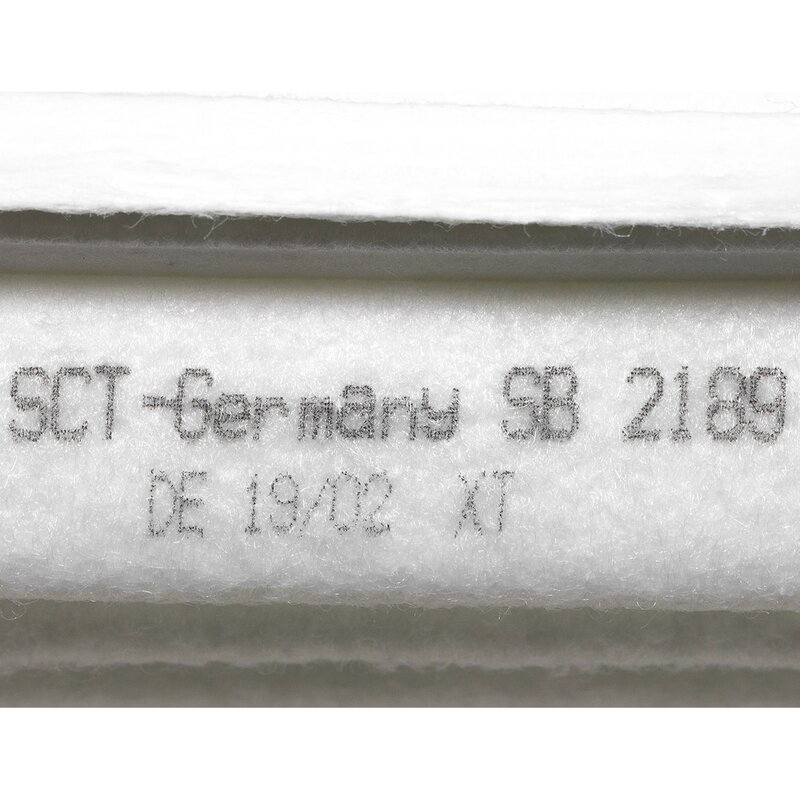 SCT-Germany SB 2189
DE 19/02 XT